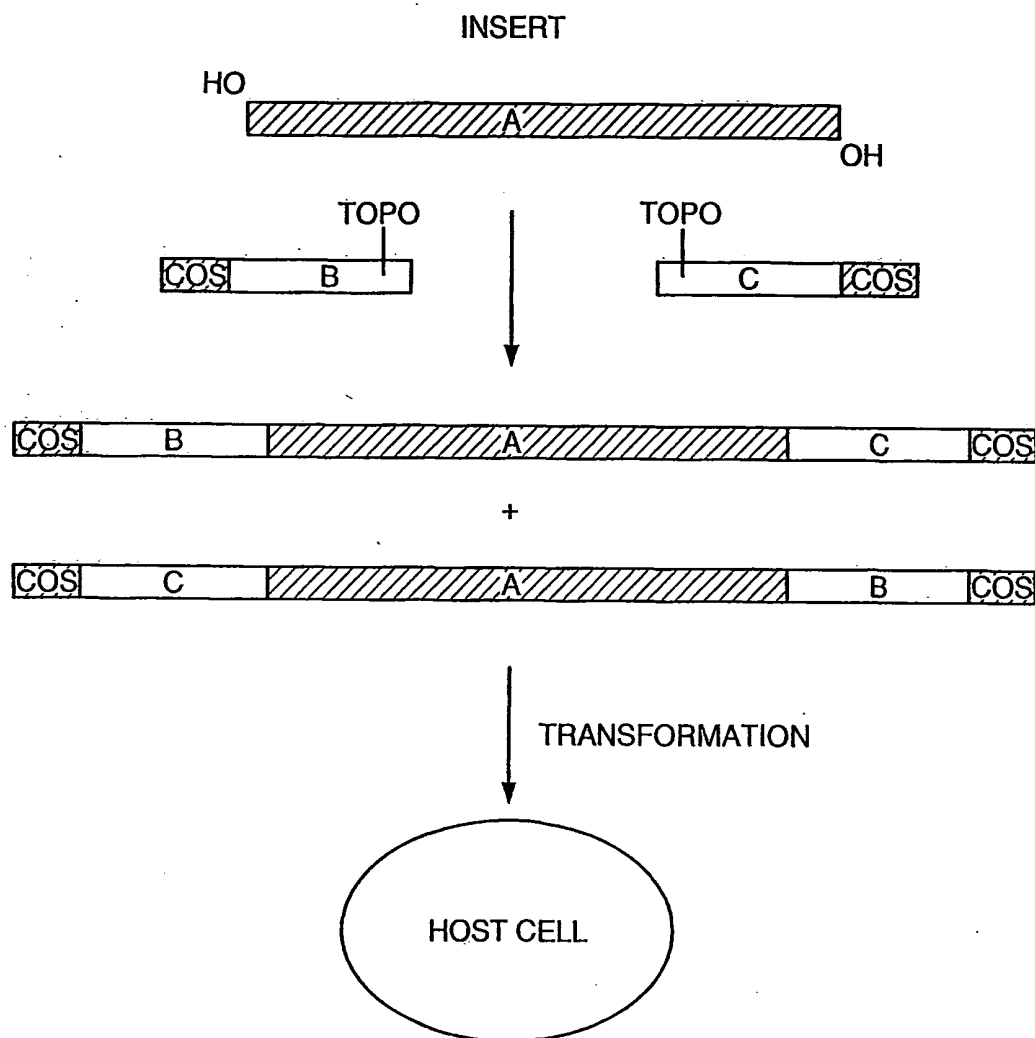 INSERT
HO
A
OH
TOPO TOPO
COS B C COS
COS B A C COS
+
COS C A B COS
TRANSFORMATION
HOST CELL